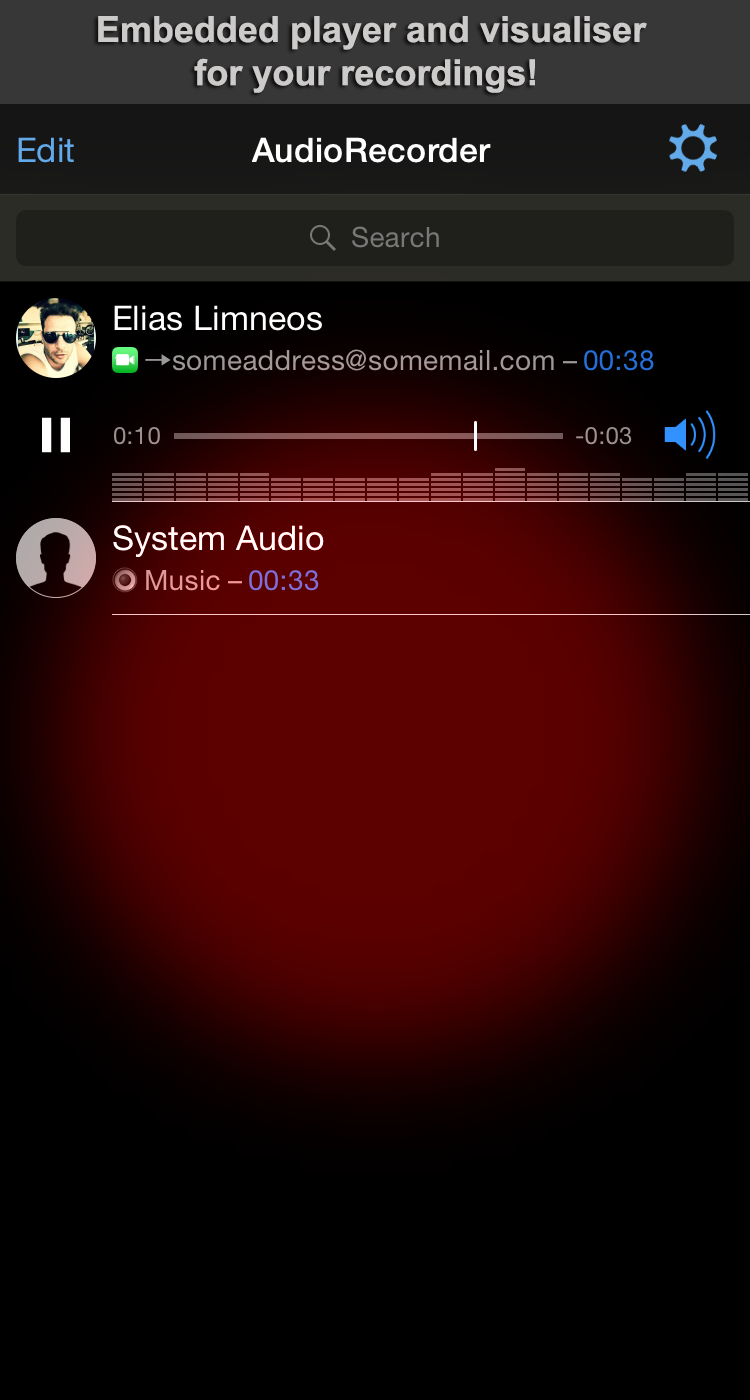 Embedded player and visualiser
for your recordings!
Edit
AudioRecorder
Search
Elias Limneos
→someaddress@somemail.com – 00:38
0:10
-0:03
System Audio
Music – 00:33